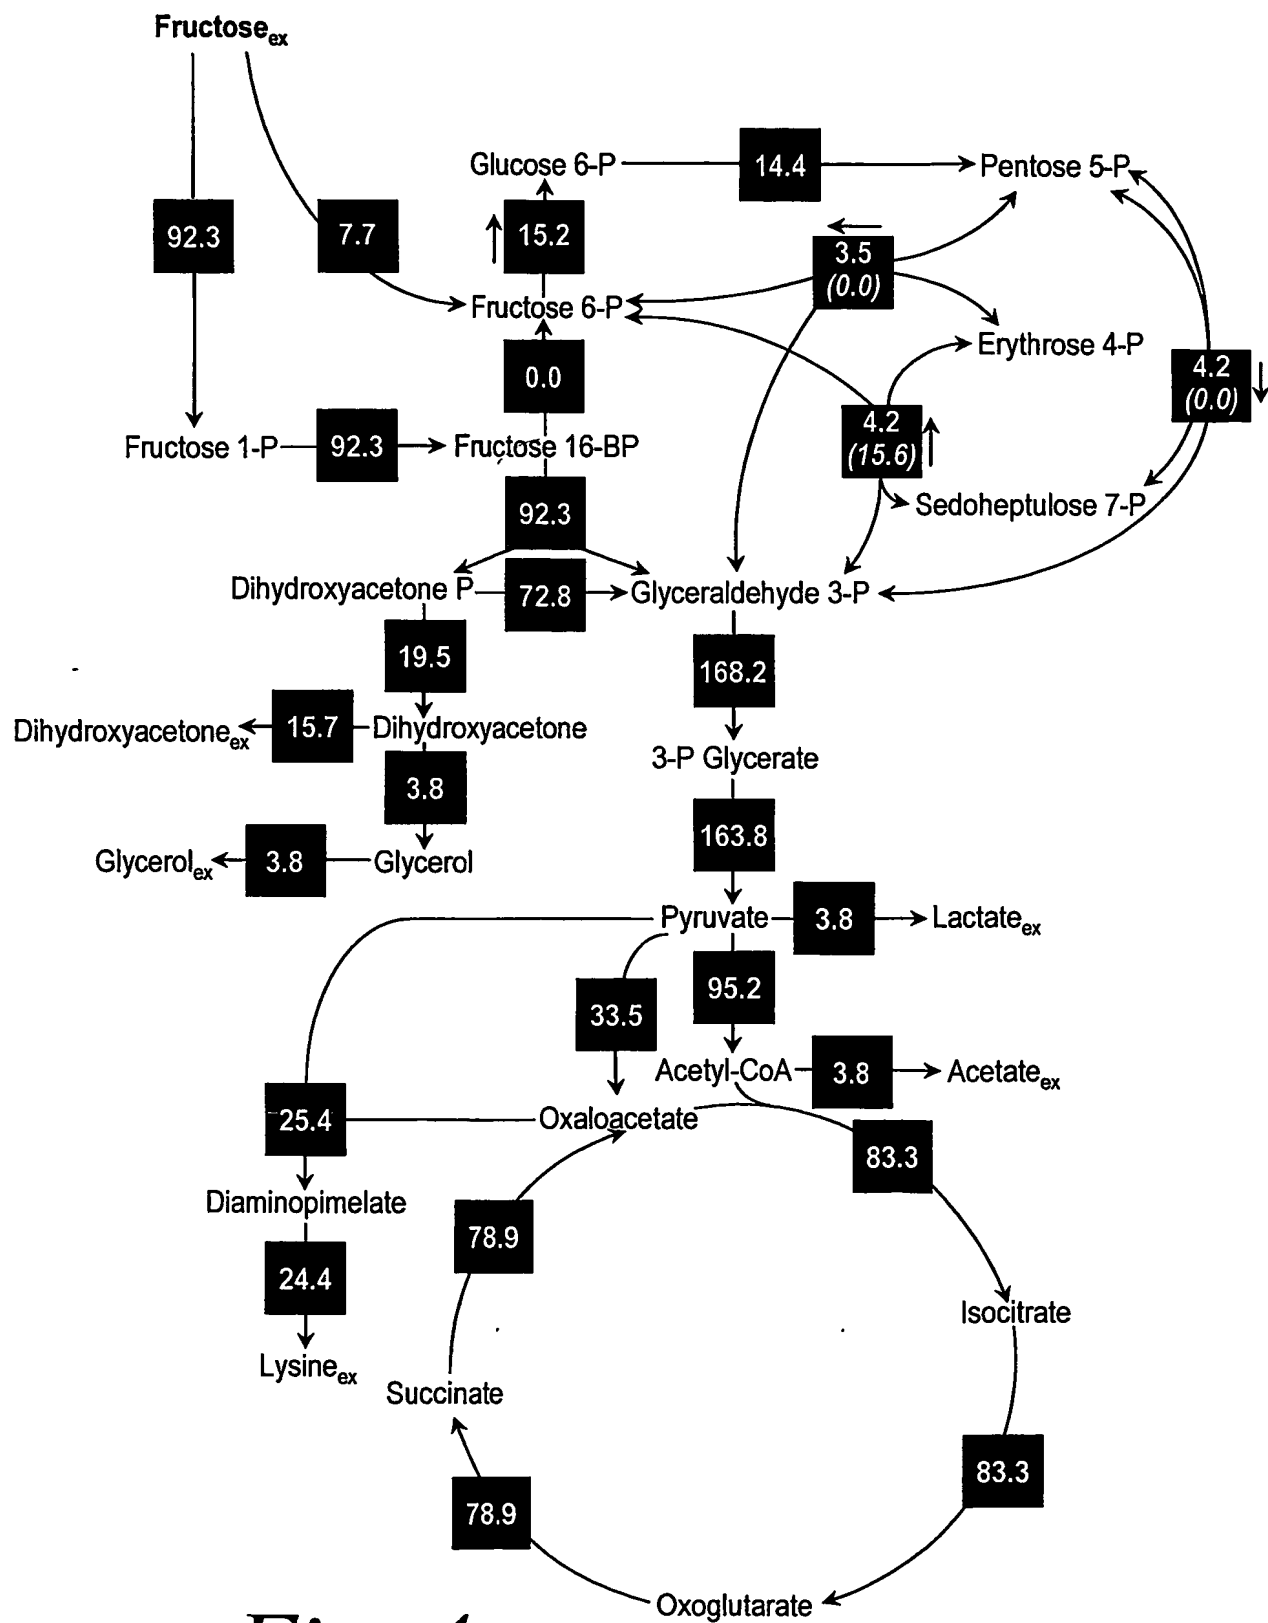 Fructose_ex
Glucose 6-P 14.4 Pentose 5-P
92.3 7.7 15.2 3.5
(0.0)
Fructose 6-P
Erythrose 4-P
0.0 4.2
(0.0)
4.2
(15.6)
Fructose 1-P 92.3 Fructose 16-BP
92.3 Sedoheptulose 7-P
Dihydroxyacetone P 72.8 Glyceraldehyde 3-P
19.5 168.2
Dihydroxyacetone_ex 15.7 Dihydroxyacetone
3-P Glycerate
3.8
163.8
Glycerol_ex 3.8 Glycerol
Pyruvate 3.8 Lactate_ex
95.2
33.5
Acetyl-CoA 3.8 Acetate_ex
25.4 Oxaloacetate
83.3
Diaminopimelate
78.9
24.4
Isocitrate
Lysine_ex
Succinate
83.3
78.9
Oxoglutarate